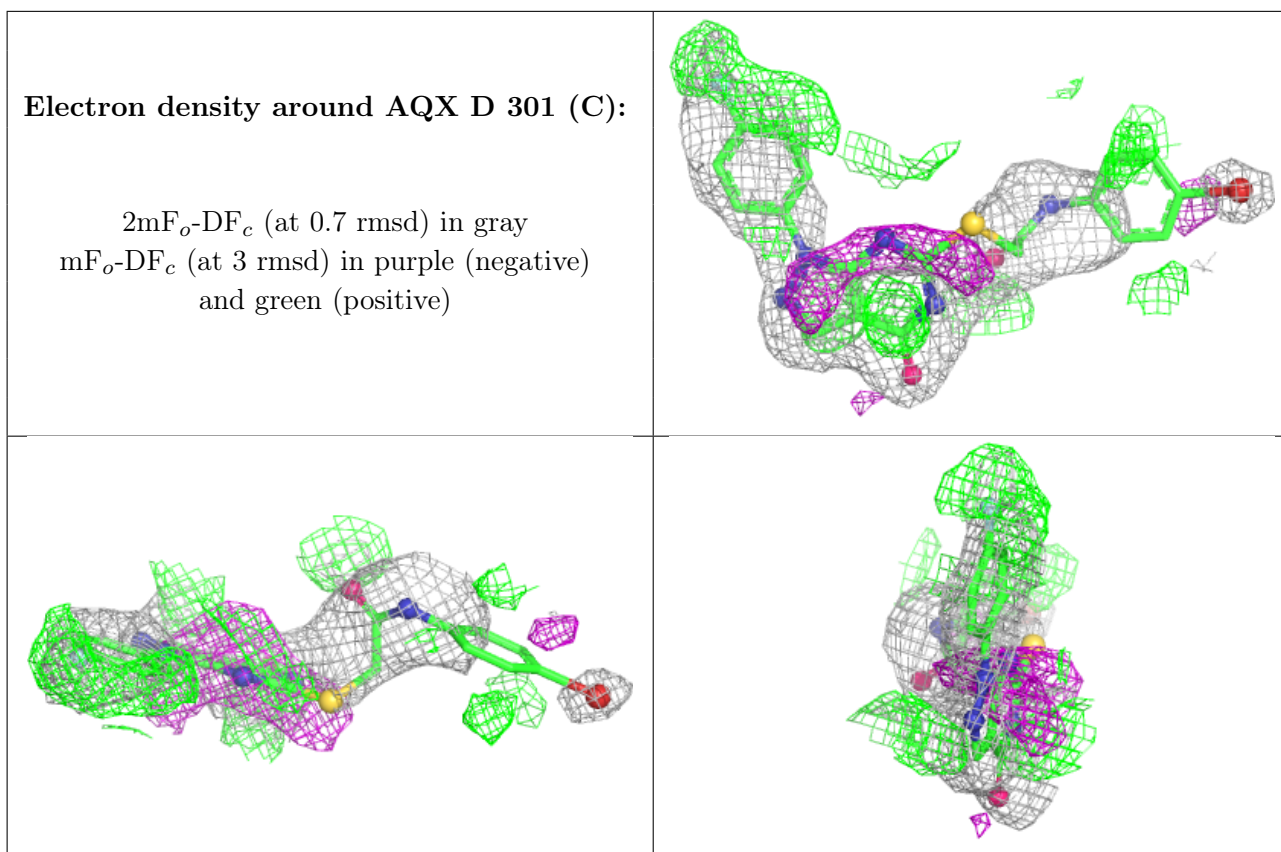 Electron density around AQX D 301 (C):
2mFo-DFc (at 0.7 rmsd) in gray
mFo-DFc (at 3 rmsd) in purple (negative)
and green (positive)